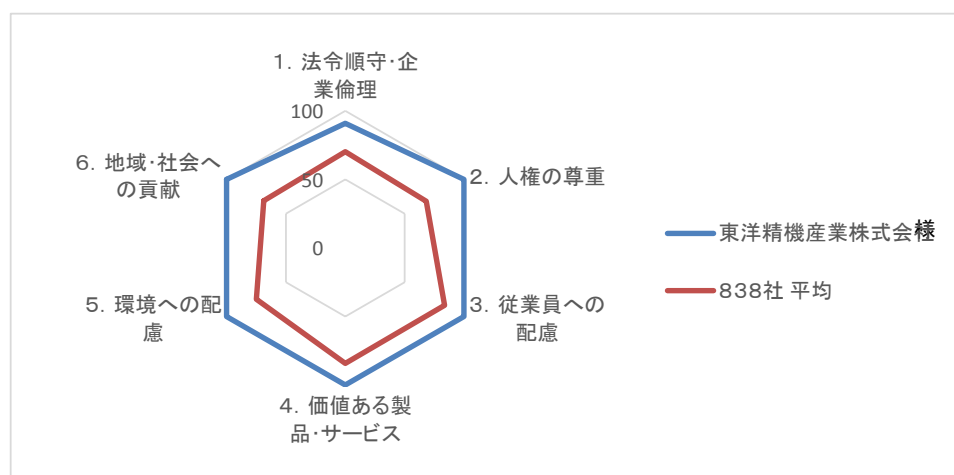 1. 法令順守･企
業倫理
100
6. 地域･社会へ
の貢献
50
2. 人権の尊重
0
東洋精機産業株式会様
838社 平均
5. 環境への配
慮
3. 従業員への
配慮
4. 価値ある製
品･サービス